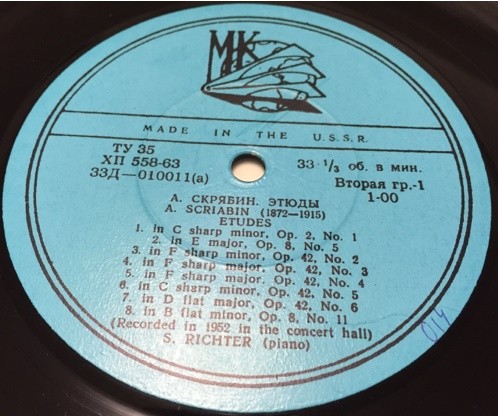 МК
MADE IN THE U.S.S.R.
ТУ 35
ХП 558-63
33Д—010011(a)
33 1/3 об. в мин.
Вторая гр.-1
1-00
А. СКРЯБИН. ЭТЮДЫ
A. SCRIABIN (1872—1915)
ETUDES
1. in C sharp minor, Op. 2, No. 1
2. in E major, Op. 8, No. 5
3. in F sharp minor, Op. 42, No. 2
4. in F sharp major, Op. 42, No. 3
5. in F sharp major, Op. 42, No. 4
6. in C sharp minor, Op. 42, No. 5
7. in D flat major, Op. 42, No. 6
8. in B flat minor, Op. 8, No. 11
(Recorded in 1952 in the concert hall)
S. RICHTER (piano)